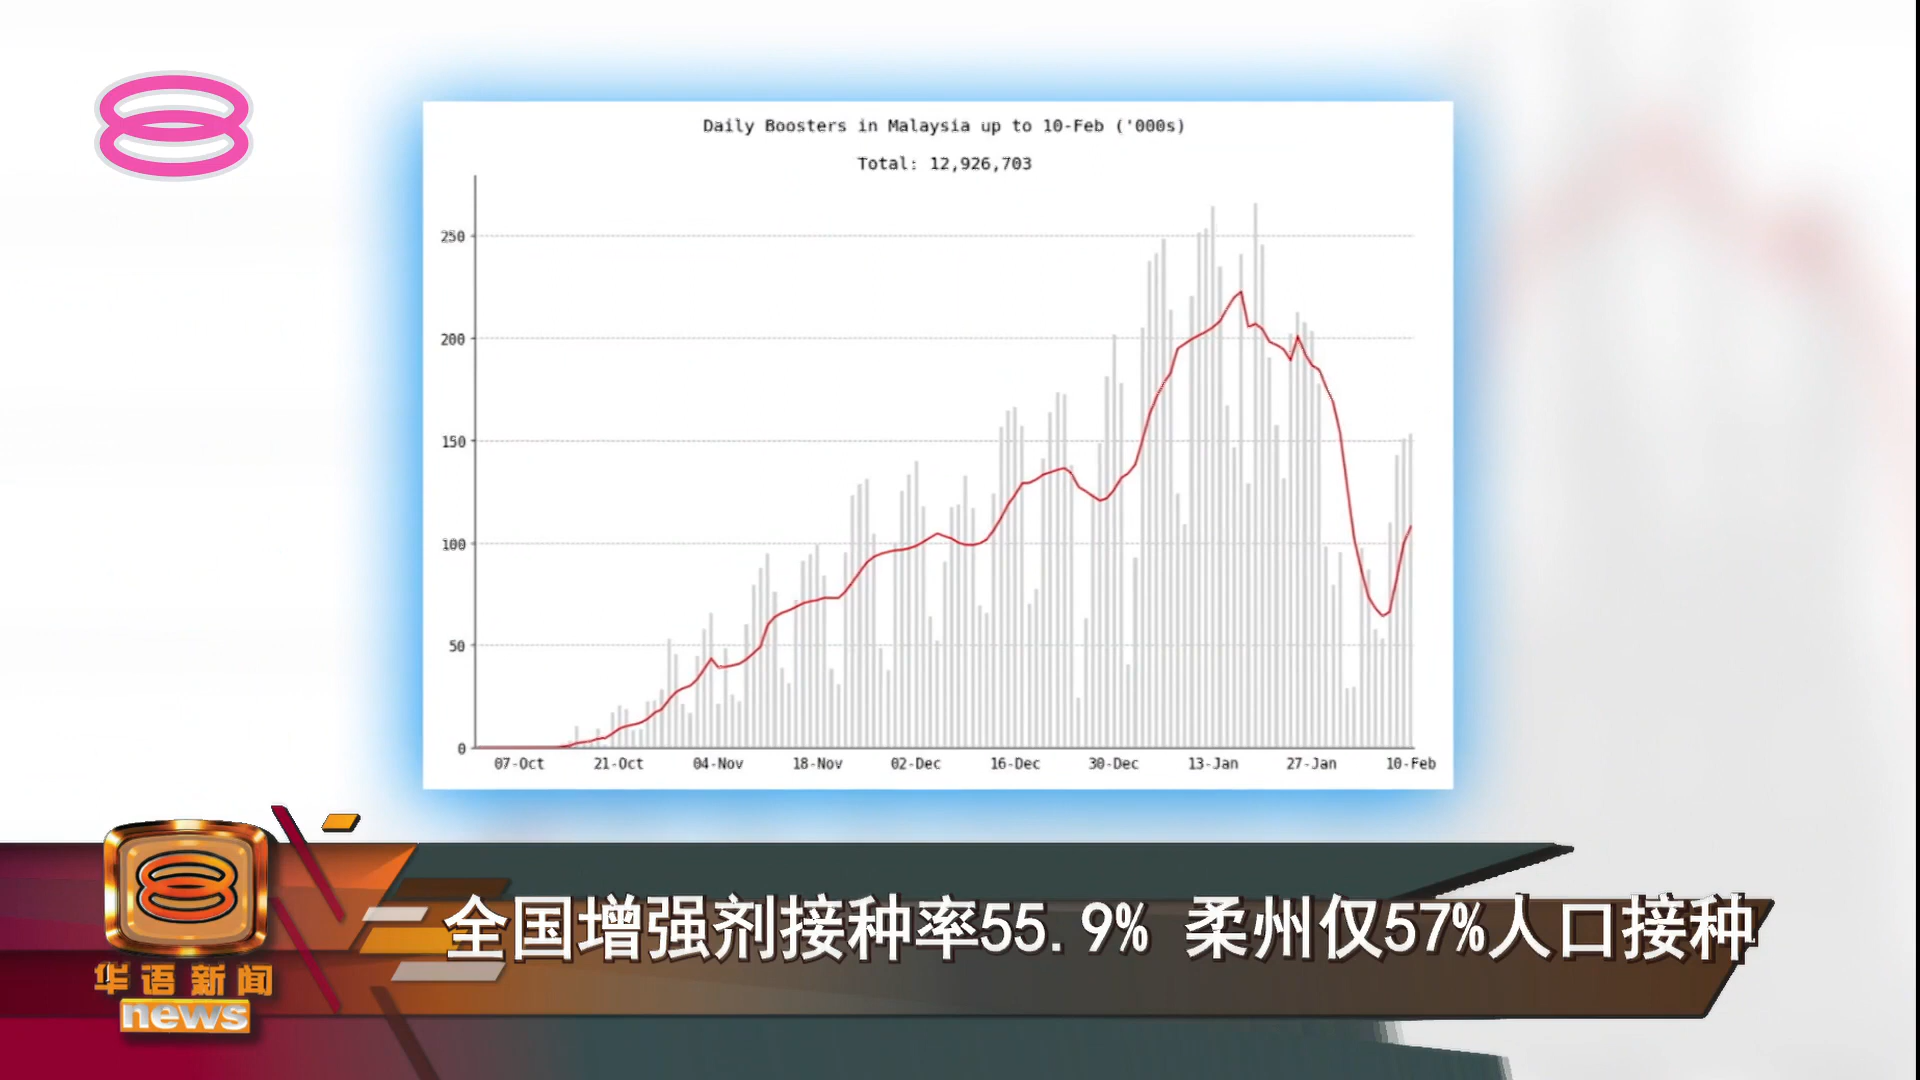 Daily Boosters in Malaysia up to 10-Feb ('000s)
Total: 12,926,703
250
200
150
100
50
0
07-Oct 21-Oct 04-Nov 18-Nov 02-Dec 16-Dec 30-Dec 13-Jan 27-Jan 10-Feb
全国增强剂接种率55.9% 柔州仅57%人口接种
华语新闻
news